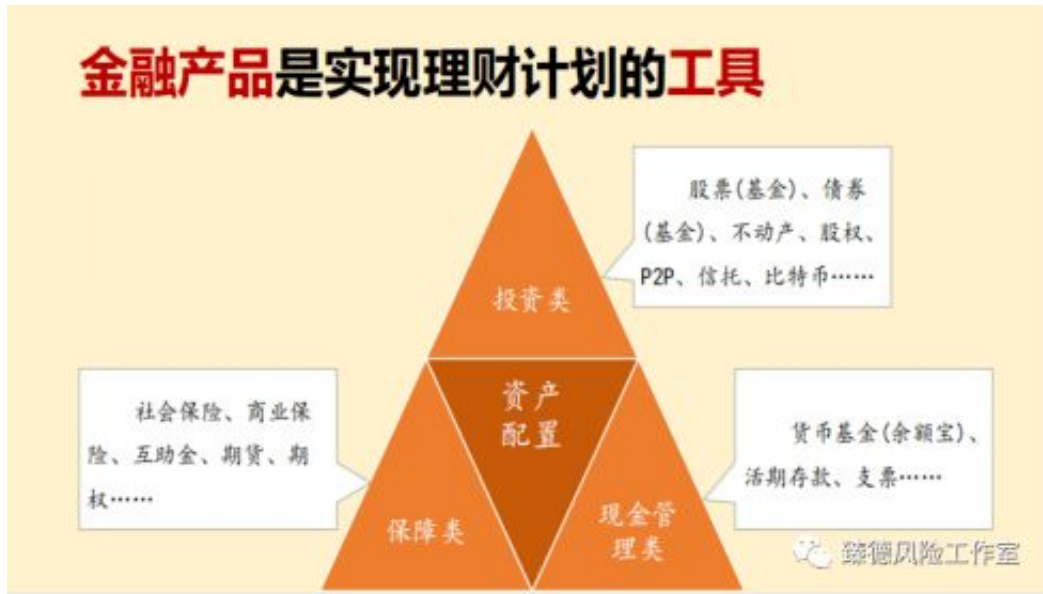 金融产品是实现理财计划的工具
股票(基金)、债券
(基金)、不动产、股权、
P2P、信托、比特币……
投资类
资产
配置
社会保险、商业保
险、互助金、期货、期
权……
货币基金(余额宝)、
活期存款、支票……
保障类
现金管
理类
臻德风险工作室